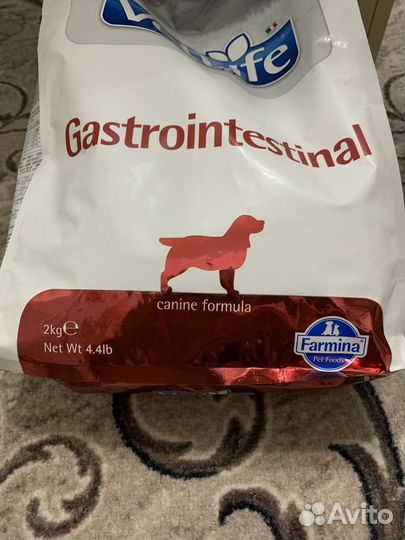 Gastrointestinal
canine formula
2kg℮
Net Wt 4.4lb
Farmina
Pet Foods
Avito